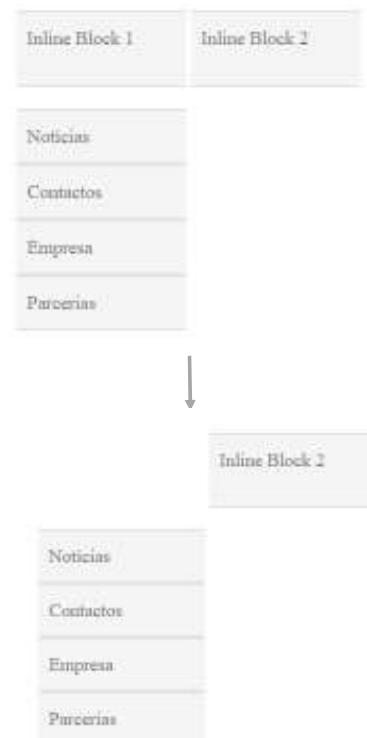 Inline Block 1 Inline Block 2
Noticias
Contactos
Empresa
Parcerias
Inline Block 2
Noticias
Contactos
Empresa
Parcerias